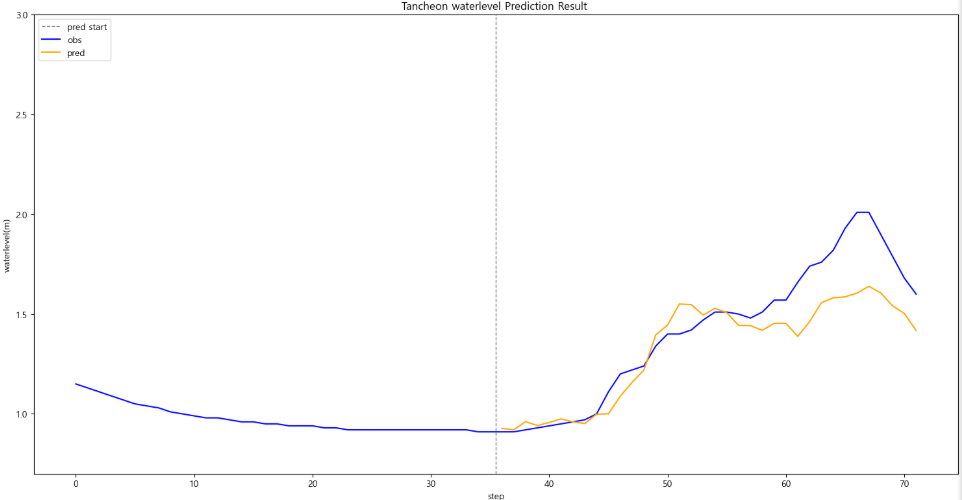 Tancheon waterlevel Prediction Result
pred start
obs
pred
waterlevel(m)
3.0
2.5
2.0
1.5
1.0
0 10 20 30 40 50 60 70
step